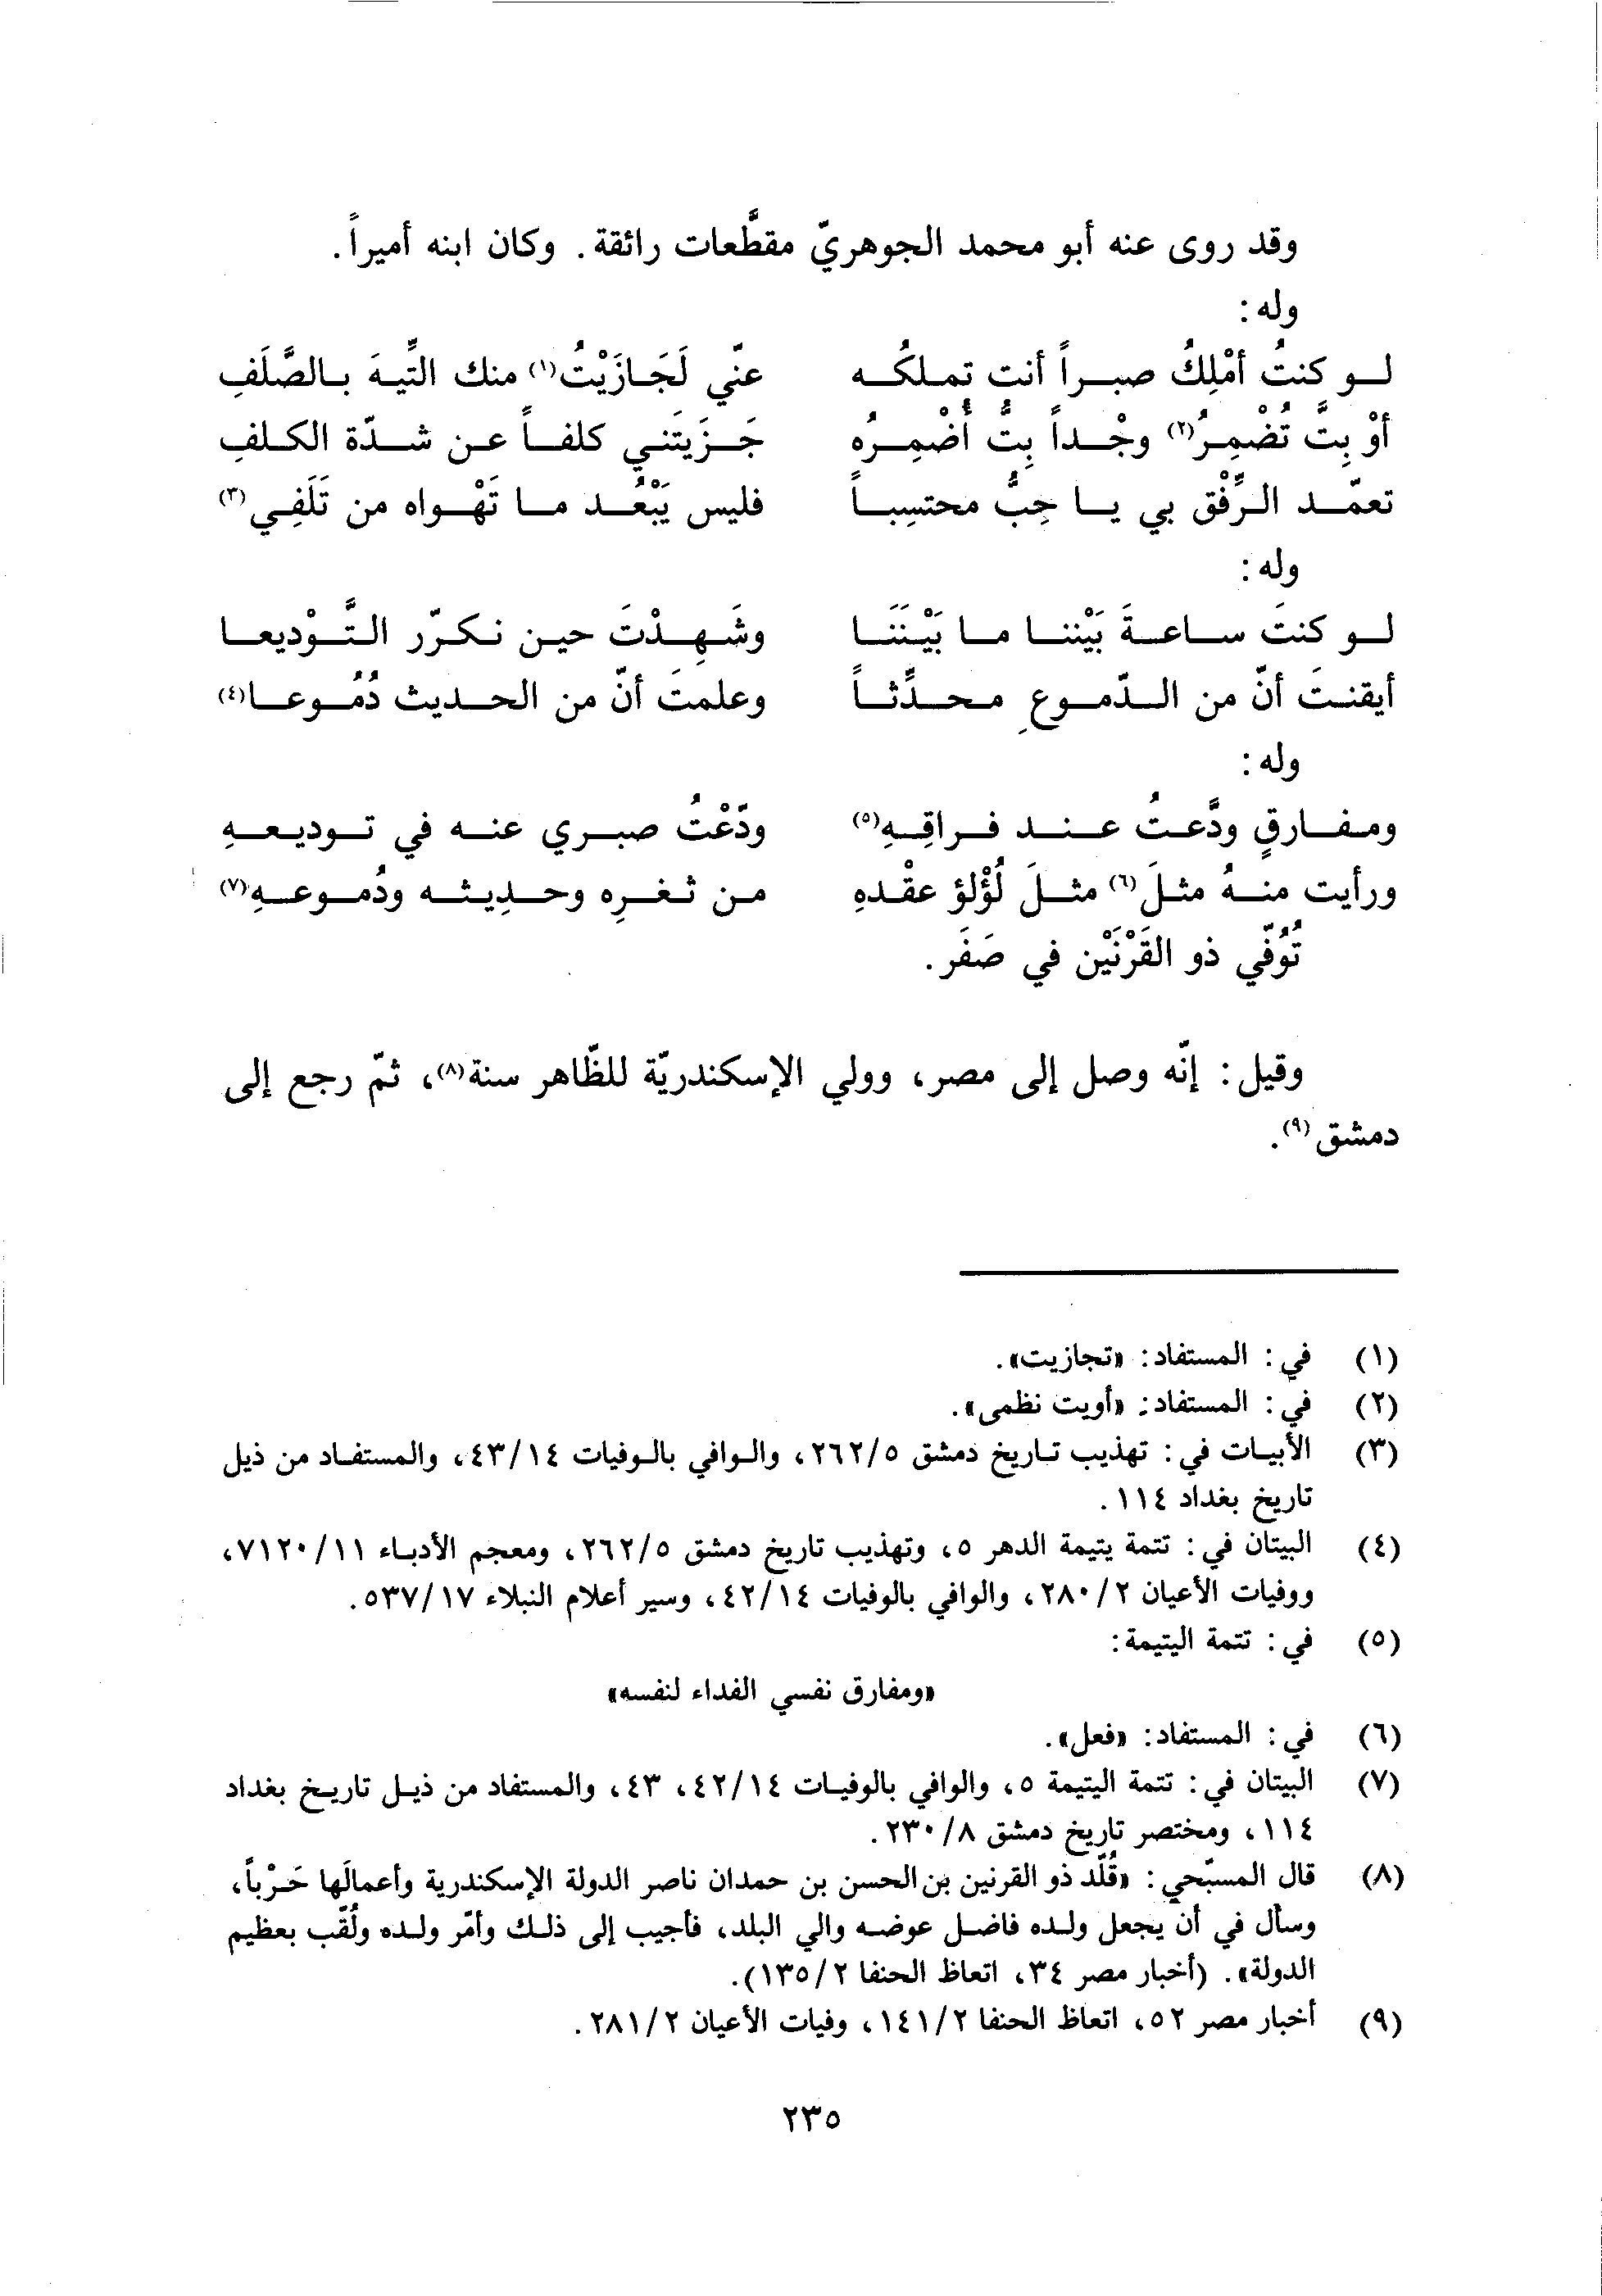 وقد روى عنه أبو محمد الجوهريّ مقطَّعات رائقة. وكان ابنه أميراً.
وله:
لو كنتُ أمْلِكُ صبراً أنت تملكُه عنّي لَجَازَيْتُ(١) منك التِّيهَ بالصَّلَفِ
أوْ بِتَّ تُضْمِرُ(٢) وجْداً بِتُّ أُضْمِرُه جَزَيتَني كلفاً عن شدّة الكلفِ
تعمّد الرِّفْق بي يا حِبُّ محتسِباً فليس يَبْعُد ما تَهْواه من تَلَفِي(٣)
وله:
لو كنتَ ساعةَ بَيْننا ما بَيْنَنَا وشَهِدْتَ حين نكرّر التَّوْديعا
أيقنتَ أنّ من الدّموعِ محدِّثاً وعلمتَ أنّ من الحديث دُمُوعا(٤)
وله:
ومفارقٍ ودَّعتُ عند فراقِهِ(٥) ودّعْتُ صبري عنه في توديعهِ
ورأيت منهُ مثلَ(٦) مثلَ لُؤْلؤ عقْدهِ من ثغرِه وحدِيثه ودُموعهِ(٧)
تُوُفّي ذو القَرْنَيْن في صَفَر.
وقيل: إنّه وصل إلى مصر، وولي الإسكندريّة للظّاهر سنة(٨)، ثمّ رجع إلى
دمشق(٩).
(١) في: المستفاد: «تجازيت».
(٢) في: المستفاد: «أويت نظمى».
(٣) الأبيات في: تهذيب تاريخ دمشق ٥/٢٦٢، والوافي بالوفيات ١٤/٤٣، والمستفاد من ذيل
تاريخ بغداد ١١٤.
(٤) البيتان في: تتمة يتيمة الدهر ٥، وتهذيب تاريخ دمشق ٥/٢٦٢، ومعجم الأدباء ١١/٧١٢٠،
ووفيات الأعيان ٢/٢٨٠، والوافي بالوفيات ١٤/٤٢، وسير أعلام النبلاء ١٧/٥٣٧.
(٥) في: تتمة اليتيمة:
«ومفارق نفسي الفداء لنفسه»
(٦) في: المستفاد: «فعل».
(٧) البيتان في: تتمة اليتيمة ٥، والوافي بالوفيات ١٤/٤٢، ٤٣، والمستفاد من ذيل تاريخ بغداد
١١٤، ومختصر تاريخ دمشق ٨/٢٣٠.
(٨) قال المسبّحي: «قُلّد ذو القرنين بن الحسن بن حمدان ناصر الدولة الإسكندرية وأعمالَها حَرْباً،
وسأل في أن يجعل ولده فاضل عوضه والي البلد، فأجيب إلى ذلك وأمّر ولده ولُقّب بعظيم
الدولة». (أخبار مصر ٣٤، اتعاظ الحنفا ٢/١٣٥).
(٩) أخبار مصر ٥٢، اتعاظ الحنفا ٢/١٤١، وفيات الأعيان ٢/٢٨١.
٢٣٥